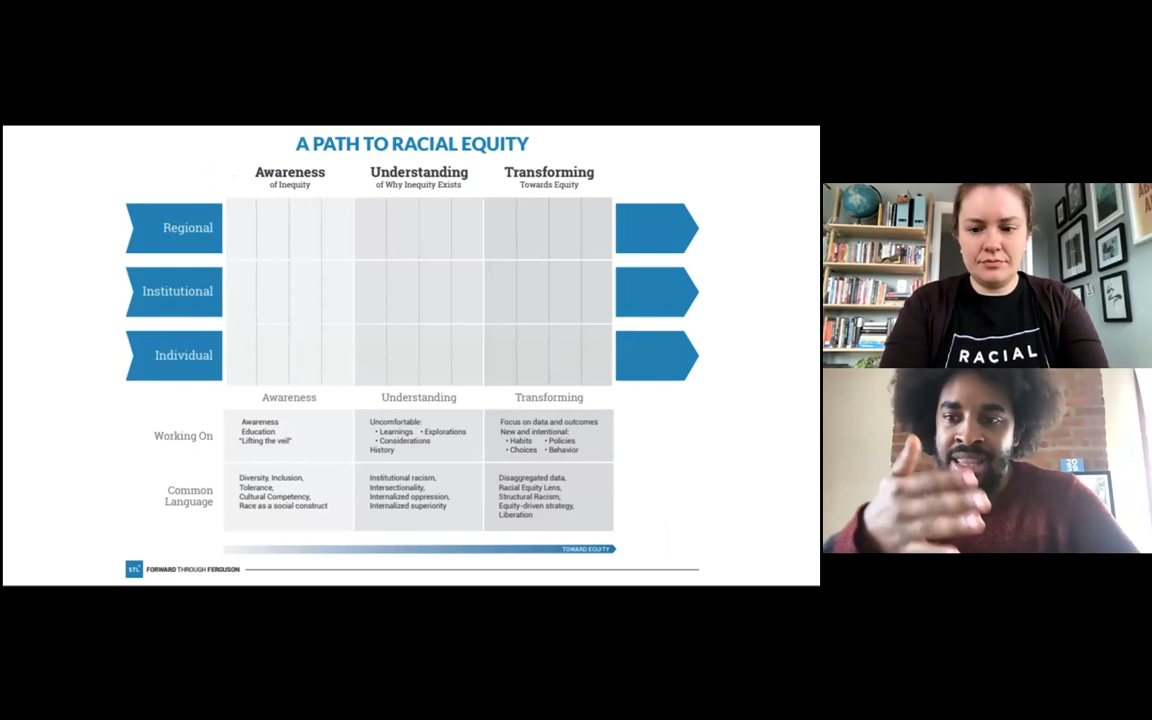 A PATH TO RACIAL EQUITY
Awareness
of Inequity
Understanding
of Why Inequity Exists
Transforming
Towards Equity
Regional
Institutional
Individual
Awareness
Understanding
Transforming
Working On
Awareness
Education
"Lifting the veil"
Uncomfortable:
• Learnings • Explorations
• Considerations
History
Focus on data and outcomes
New and intentional:
• Habits • Policies
• Choices • Behavior
Common
Language
Diversity, Inclusion,
Tolerance,
Cultural Competency,
Race as a social construct
Institutional racism,
Intersectionality,
Internalized oppression,
Internalized superiority
Disaggregated data,
Racial Equity Lens,
Structural Racism,
Equity-driven strategy,
Liberation
TOWARD EQUITY
STL
FORWARD THROUGH FERGUSON
RACIAL